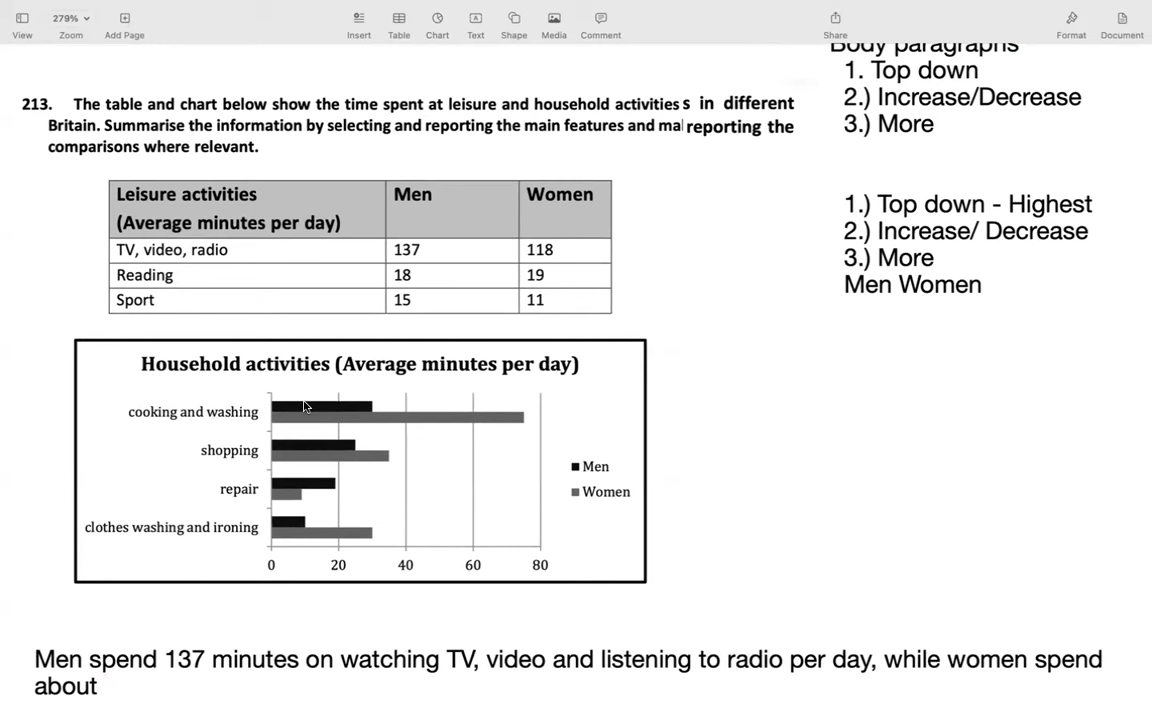 279%
View
Zoom
Add Page
Insert
Table
Chart
Text
Shape
Media
Comment
Share
Format
Document
Body paragraphs
1. Top down
2.) Increase/Decrease
3.) More
1.) Top down - Highest
2.) Increase/ Decrease
3.) More
Men Women
213. The table and chart below show the time spent at leisure and household activities s in different
Britain. Summarise the information by selecting and reporting the main features and ma reporting the
comparisons where relevant.
Leisure activities
(Average minutes per day)
Men
Women
TV, video, radio 137 118
Reading 18 19
Sport 15 11
Household activities (Average minutes per day)
cooking and washing
shopping
repair
clothes washing and ironing
0 20 40 60 80
Men
Women
Men spend 137 minutes on watching TV, video and listening to radio per day, while women spend
about